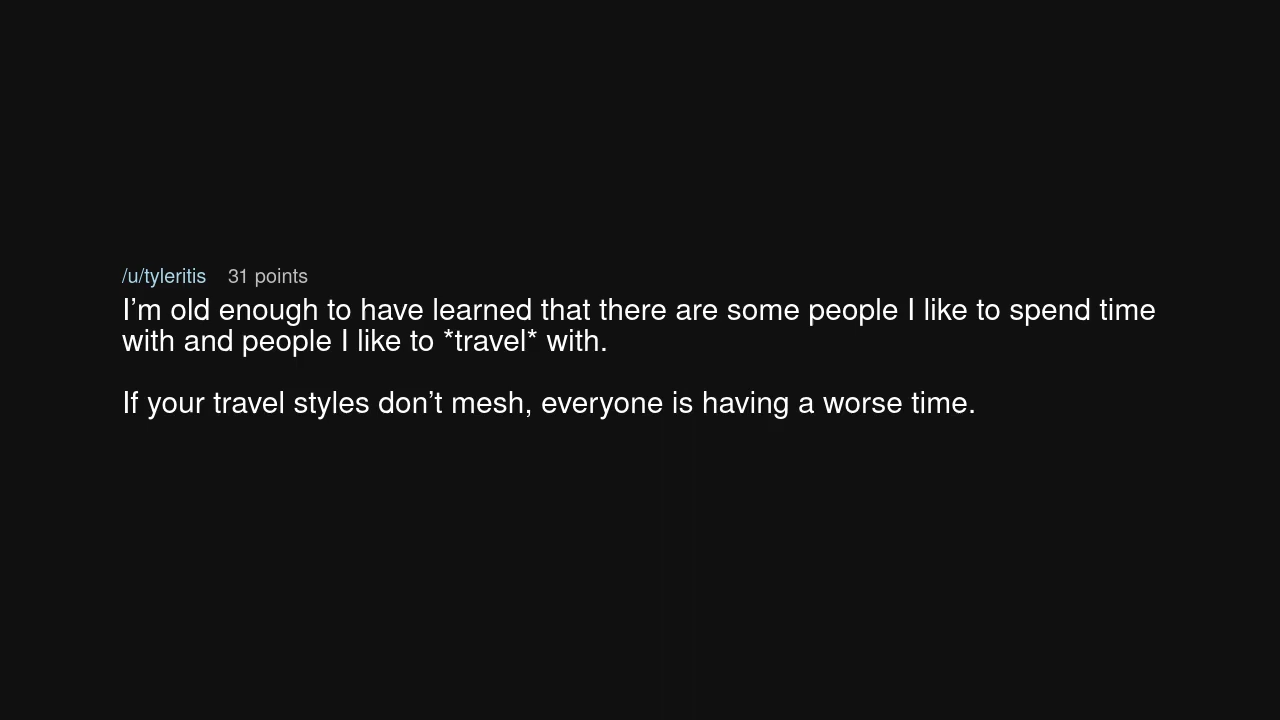 /u/tyleritis 31 points
I’m old enough to have learned that there are some people I like to spend time
with and people I like to *travel* with.
If your travel styles don’t mesh, everyone is having a worse time.